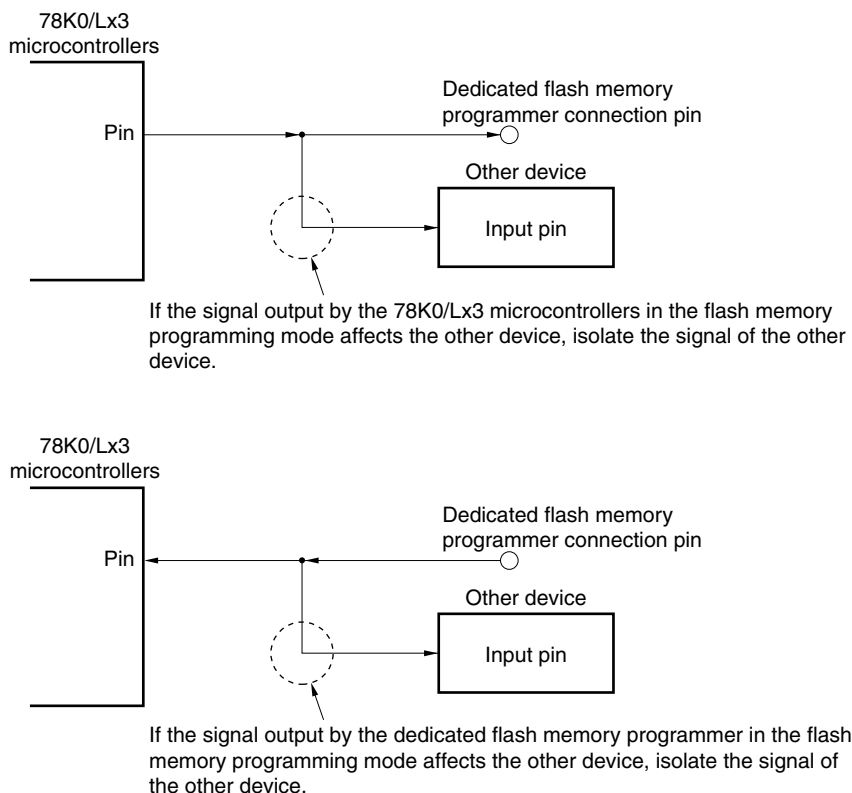 78K0/Lx3
microcontrollers
Pin
Dedicated flash memory
programmer connection pin
Other device
Input pin
If the signal output by the 78K0/Lx3 microcontrollers in the flash memory
programming mode affects the other device, isolate the signal of the other
device.
78K0/Lx3
microcontrollers
Pin
Dedicated flash memory
programmer connection pin
Other device
Input pin
If the signal output by the dedicated flash memory programmer in the flash
memory programming mode affects the other device, isolate the signal of
the other device.